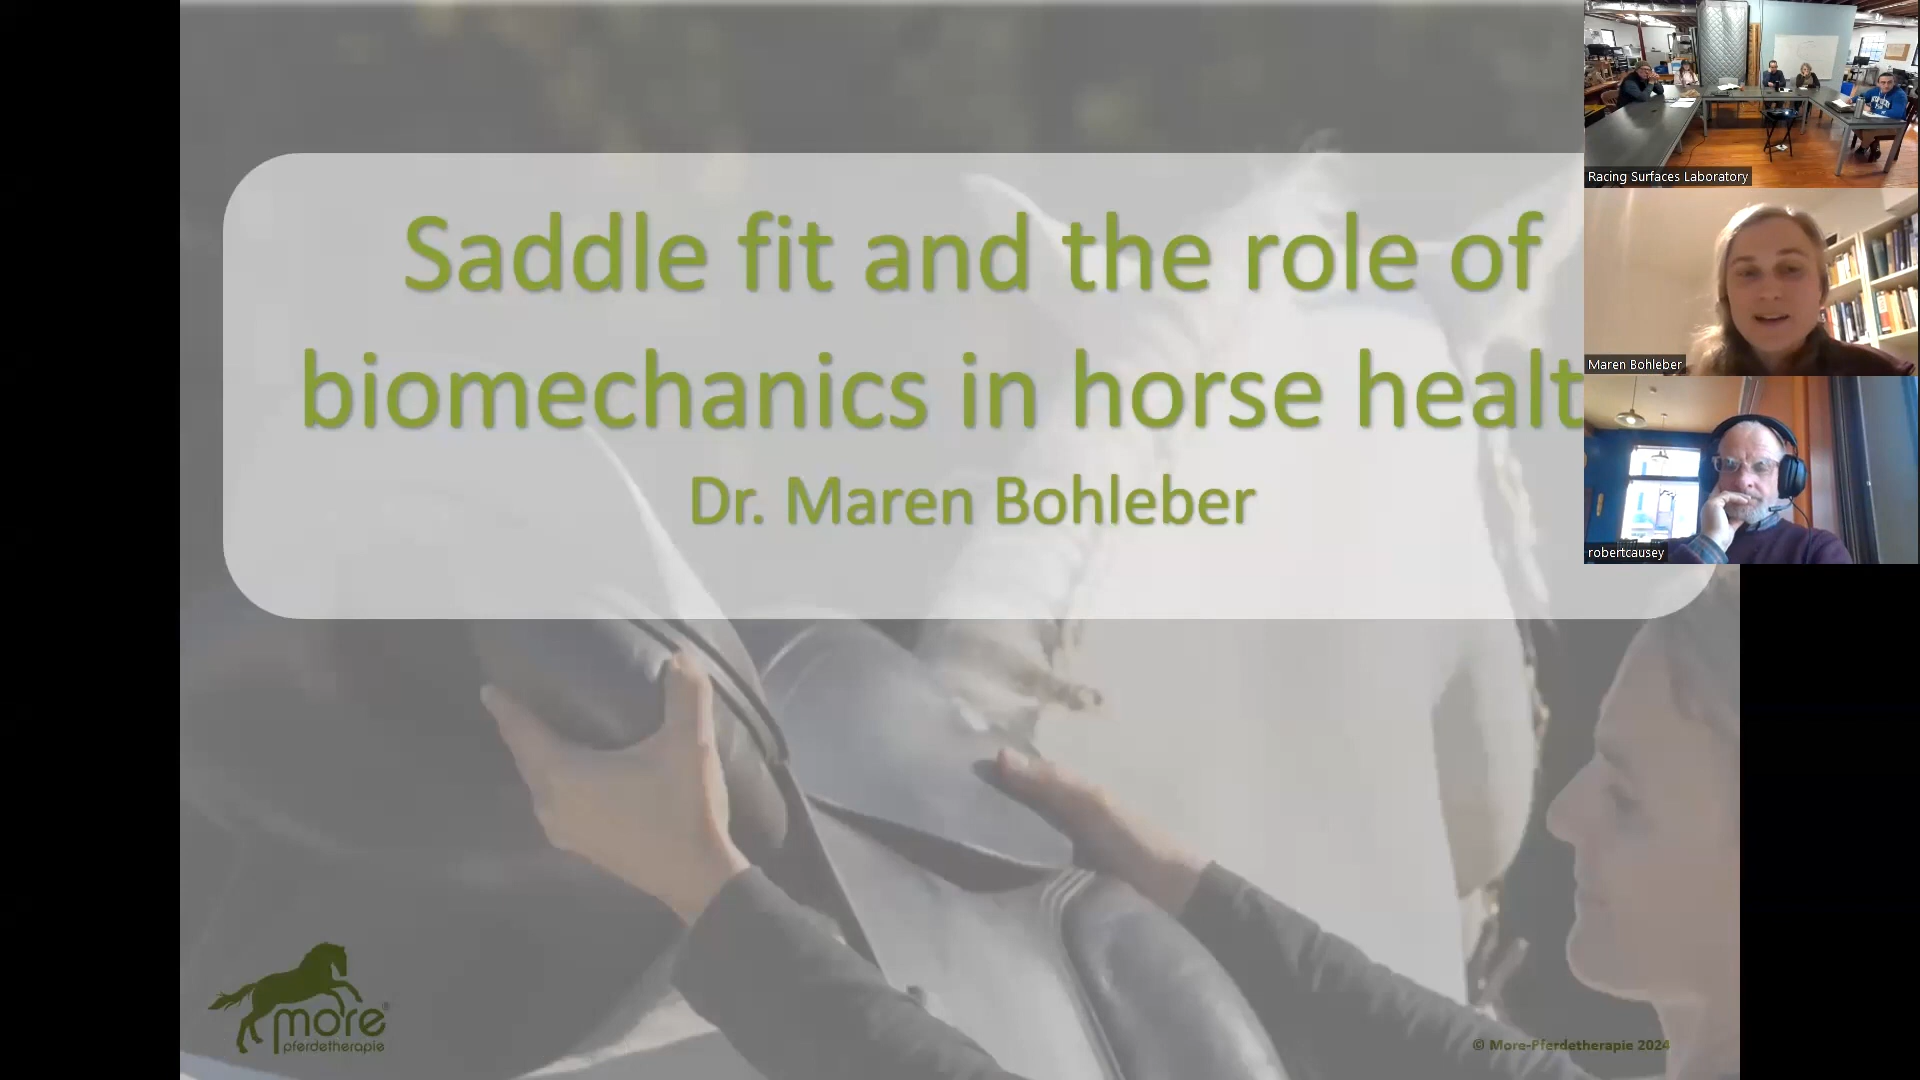 Saddle fit and the role of
biomechanics in horse healt
Dr. Maren Bohleber
Racing Surfaces Laboratory
Maren Bohleber
robertcausey
more®
pferdetherapie
© More-Pferdetherapie 2024